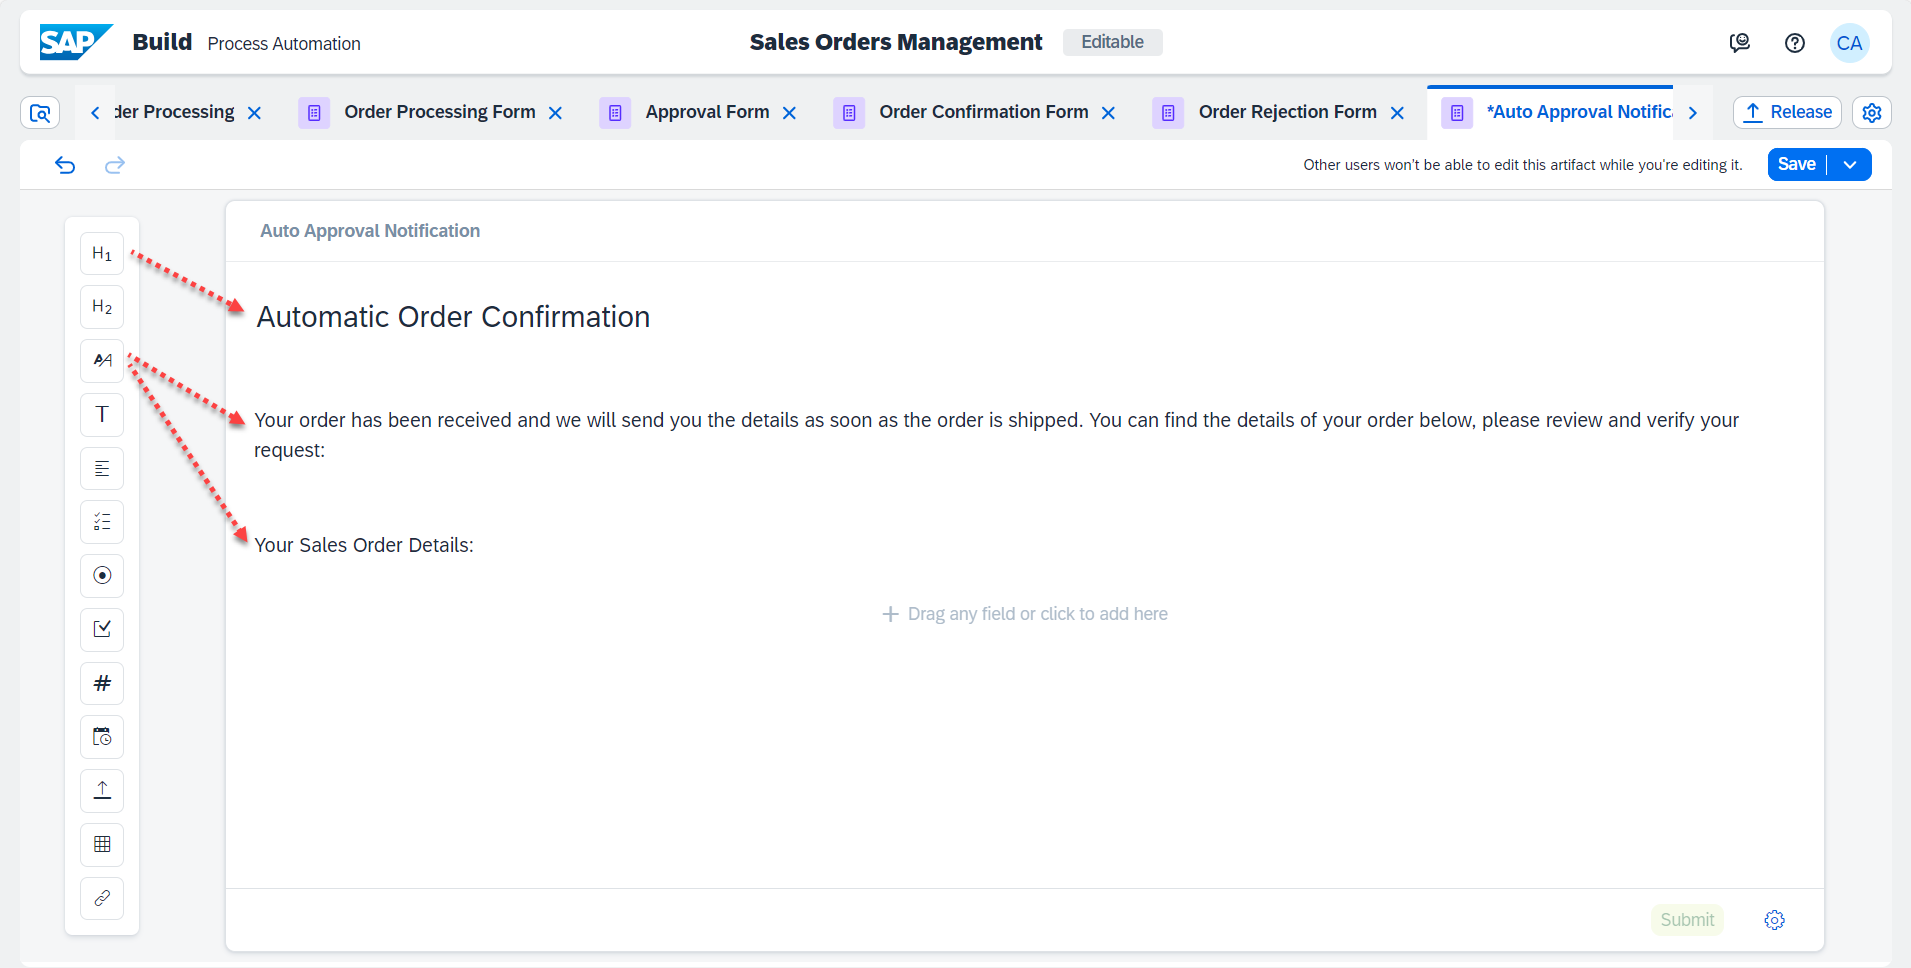 SAP Build Process Automation Sales Orders Management Editable CA
der Processing Order Processing Form Approval Form Order Confirmation Form Order Rejection Form *Auto Approval Notific Release
Other users won't be able to edit this artifact while you're editing it. Save
Auto Approval Notification
H1
Automatic Order Confirmation
H2
AA
T
Your order has been received and we will send you the details as soon as the order is shipped. You can find the details of your order below, please review and verify your
request:
Your Sales Order Details:
Drag any field or click to add here
#
Submit